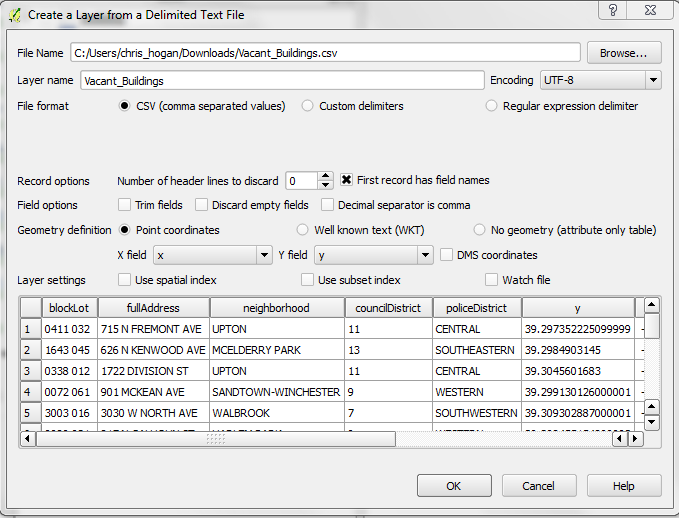 Create a Layer from a Delimited Text File
File Name C:/Users/chris_hogan/Downloads/Vacant_Buildings.csv Browse...
Layer name Vacant_Buildings Encoding UTF-8
File format CSV (comma separated values) Custom delimiters Regular expression delimiter
Record options Number of header lines to discard 0 First record has field names
Field options Trim fields Discard empty fields Decimal separator is comma
Geometry definition Point coordinates Well known text (WKT) No geometry (attribute only table)
X field x Y field y DMS coordinates
Layer settings Use spatial index Use subset index Watch file
blockLot fullAddress neighborhood councilDistrict policeDistrict y
1 0411 032 715 N FREMONT AVE UPTON 11 CENTRAL 39.297352225099999 -
2 1643 045 626 N KENWOOD AVE MCELDERRY PARK 13 SOUTHEASTERN 39.2984903145 -
3 0338 012 1722 DIVISION ST UPTON 11 CENTRAL 39.3045601683 -
4 0072 061 901 MCKEAN AVE SANDTOWN-WINCHESTER 9 WESTERN 39.299130126000001 -
5 3003 016 3030 W NORTH AVE WALBROOK 7 SOUTHWESTERN 39.309302887000001 -
OK Cancel Help